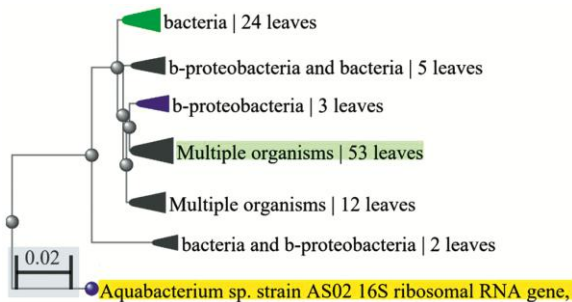 bacteria | 24 leaves
b-proteobacteria and bacteria | 5 leaves
b-proteobacteria | 3 leaves
Multiple organisms | 53 leaves
Multiple organisms | 12 leaves
bacteria and b-proteobacteria | 2 leaves
0.02
Aquabacterium sp. strain AS02 16S ribosomal RNA gene,